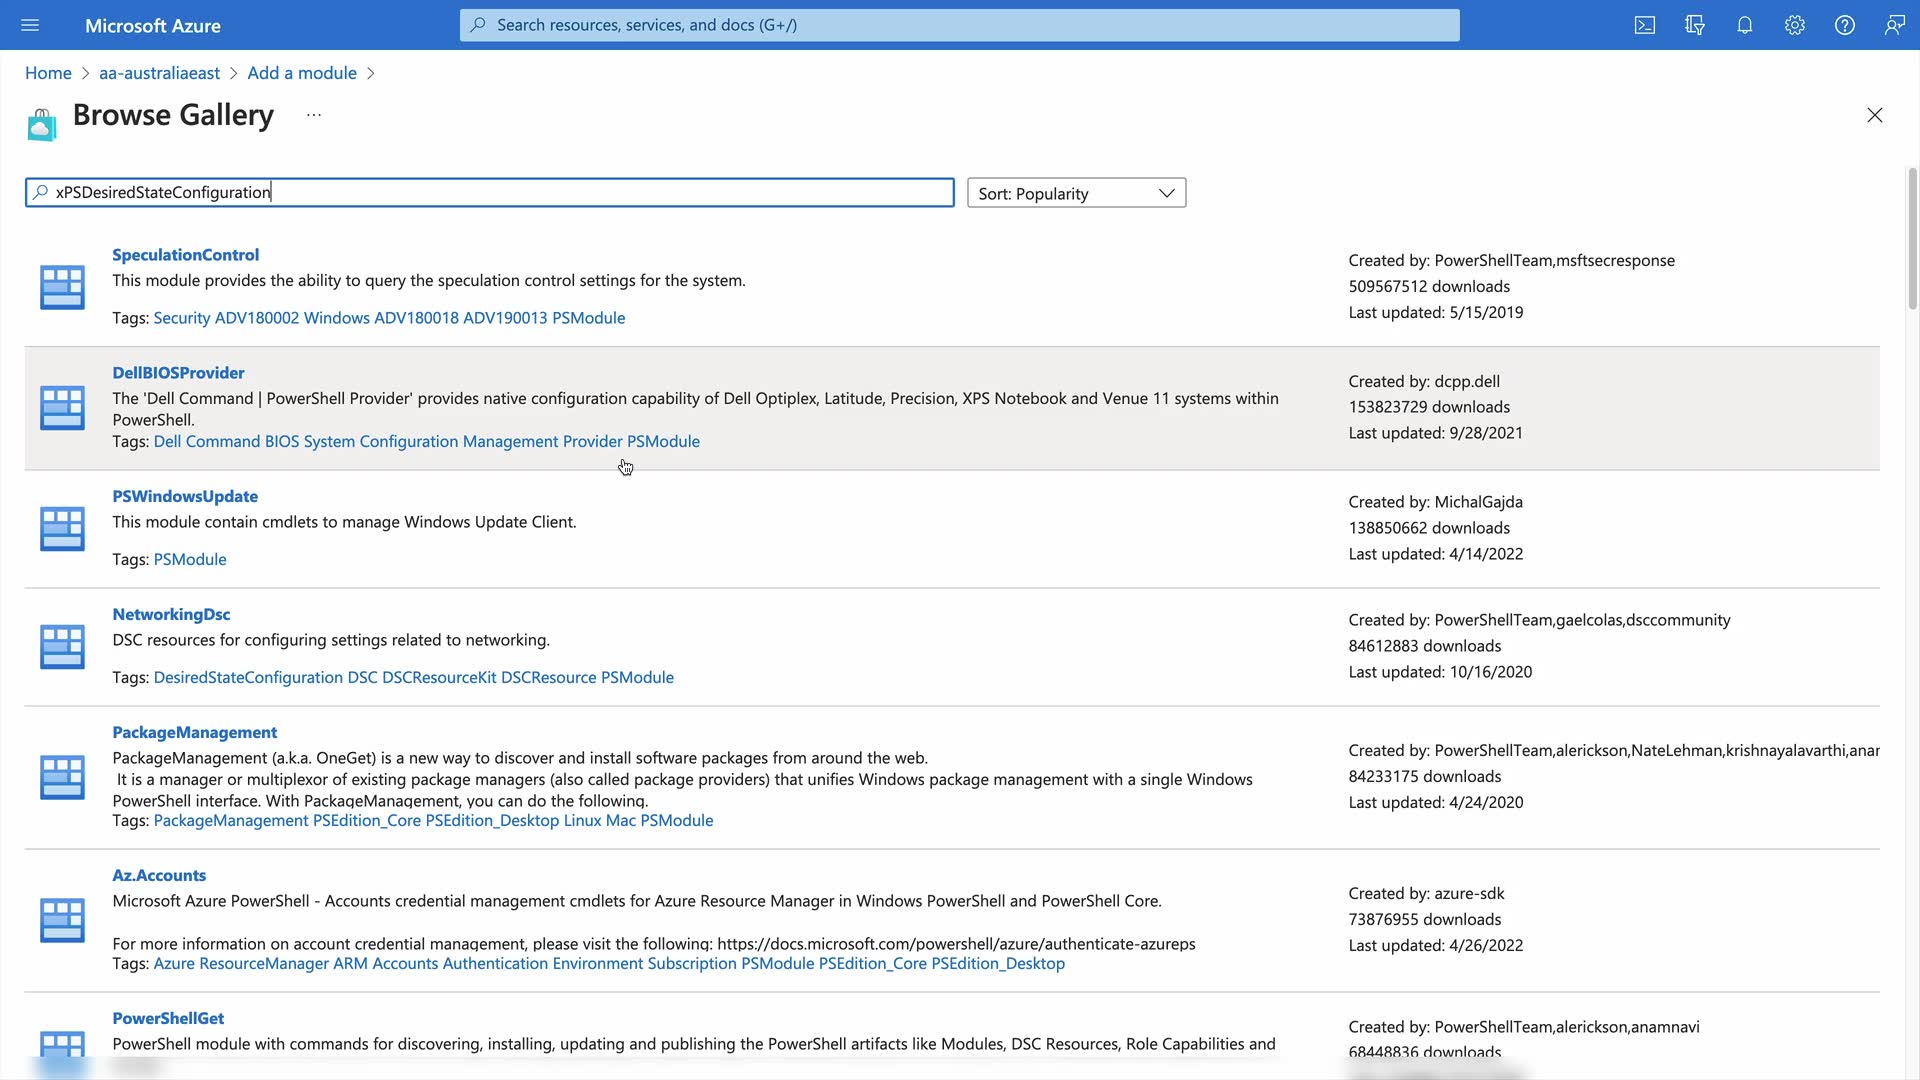 Microsoft Azure
Search resources, services, and docs (G+/)
Home > aa-australiaeast > Add a module >
Browse Gallery ...
xPSDesiredStateConfiguration
Sort: Popularity
SpeculationControl
This module provides the ability to query the speculation control settings for the system.
Tags: Security ADV180002 Windows ADV180018 ADV190013 PSModule
Created by: PowerShellTeam,msftsecresponse
509567512 downloads
Last updated: 5/15/2019
DellBIOSProvider
The 'Dell Command | PowerShell Provider' provides native configuration capability of Dell Optiplex, Latitude, Precision, XPS Notebook and Venue 11 systems within
PowerShell.
Tags: Dell Command BIOS System Configuration Management Provider PSModule
Created by: dcpp.dell
153823729 downloads
Last updated: 9/28/2021
PSWindowsUpdate
This module contain cmdlets to manage Windows Update Client.
Tags: PSModule
Created by: MichalGajda
138850662 downloads
Last updated: 4/14/2022
NetworkingDsc
DSC resources for configuring settings related to networking.
Tags: DesiredStateConfiguration DSC DSCResourceKit DSCResource PSModule
Created by: PowerShellTeam,gaelcolas,dsccommunity
84612883 downloads
Last updated: 10/16/2020
PackageManagement
PackageManagement (a.k.a. OneGet) is a new way to discover and install software packages from around the web.
It is a manager or multiplexor of existing package managers (also called package providers) that unifies Windows package management with a single Windows
PowerShell interface. With PackageManagement, you can do the following.
Tags: PackageManagement PSEdition_Core PSEdition_Desktop Linux Mac PSModule
Created by: PowerShellTeam,alerickson,NateLehman,krishnayalavarthi,anar
84233175 downloads
Last updated: 4/24/2020
Az.Accounts
Microsoft Azure PowerShell - Accounts credential management cmdlets for Azure Resource Manager in Windows PowerShell and PowerShell Core.
For more information on account credential management, please visit the following: https://docs.microsoft.com/powershell/azure/authenticate-azureps
Tags: Azure ResourceManager ARM Accounts Authentication Environment Subscription PSModule PSEdition_Core PSEdition_Desktop
Created by: azure-sdk
73876955 downloads
Last updated: 4/26/2022
PowerShellGet
PowerShell module with commands for discovering, installing, updating and publishing the PowerShell artifacts like Modules, DSC Resources, Role Capabilities and
Created by: PowerShellTeam,alerickson,anamnavi
68448836 downloads